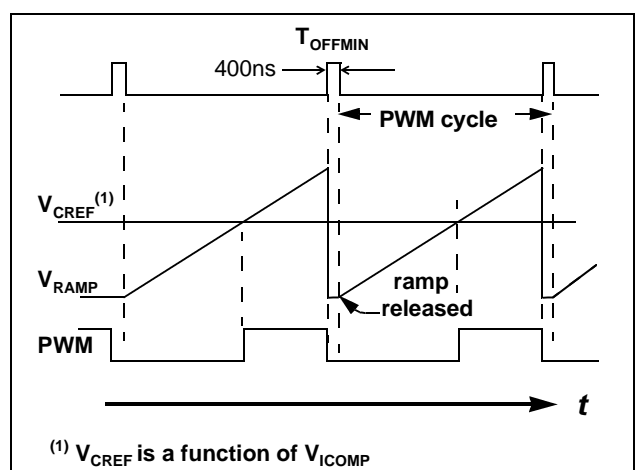 T_OFFMIN
400ns
PWM cycle
V_CREF^(1)
V_RAMP
ramp
released
PWM
t
^(1) V_CREF is a function of V_ICOMP